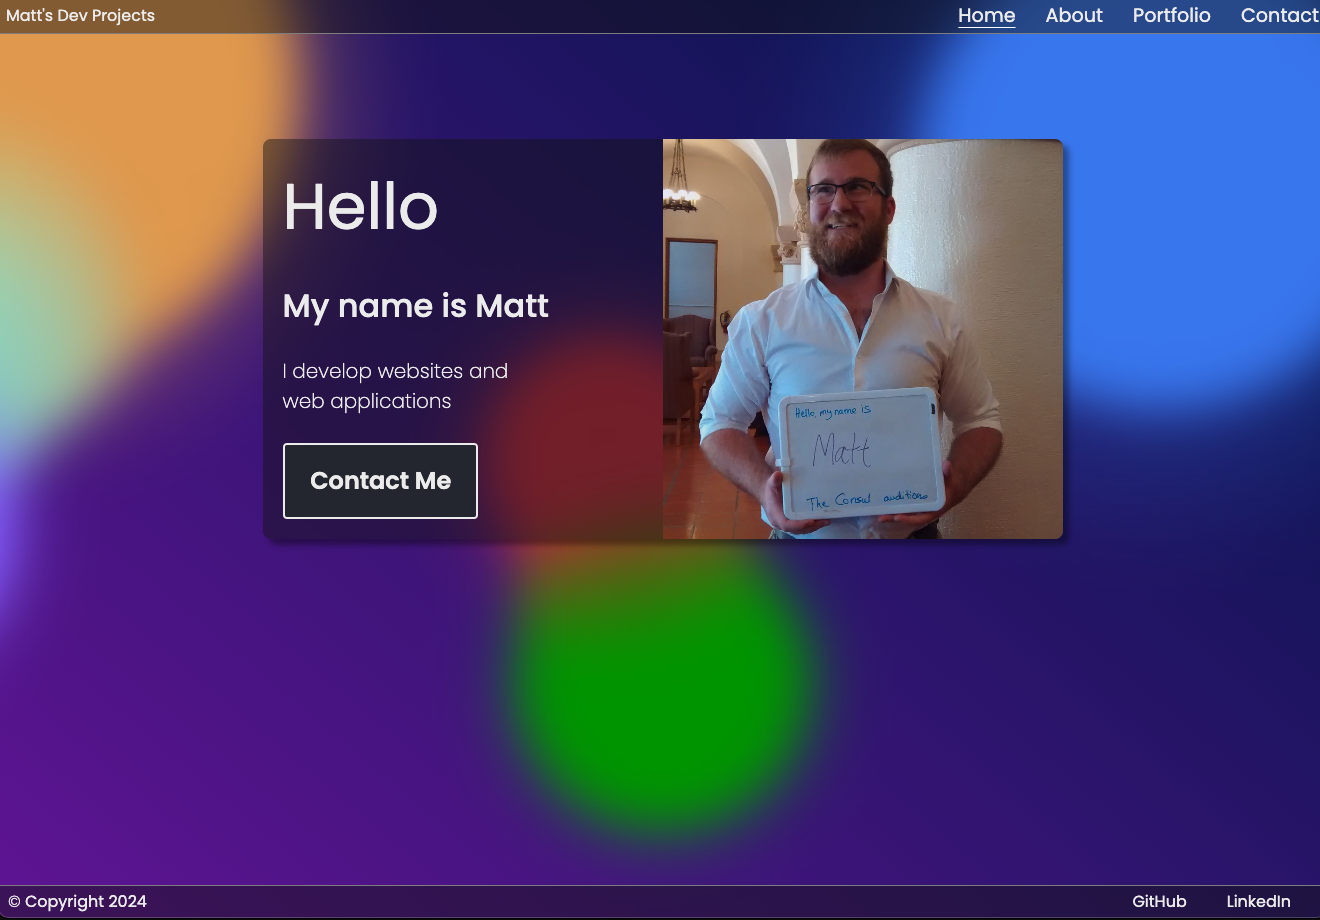 Matt's Dev Projects
Home About Portfolio Contact
Hello
My name is Matt
I develop websites and
web applications
Contact Me
Hello, my name is
Matt
The Consul auditions
© Copyright 2024
GitHub LinkedIn